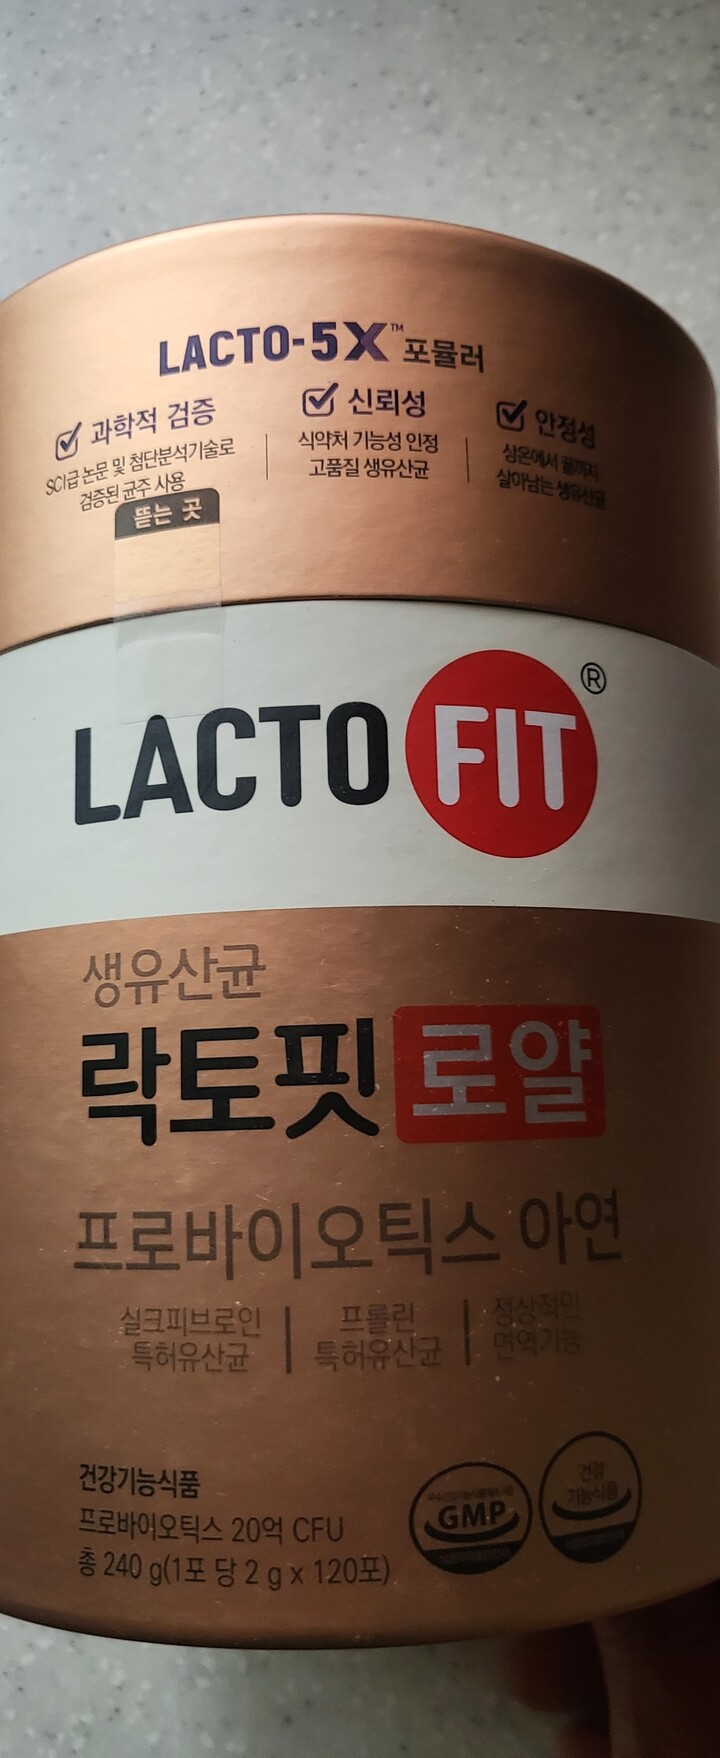 LACTO-5X™ 포뮬러
과학적 검증
SCI급 논문 및 첨단분석기술로
검증된 균주 사용
신뢰성
식약처 기능성 인정
고품질 생유산균
안정성
상온에서 끝까지
살아남는 생유산균
뜯는 곳
LACTO FIT®
생유산균
락토핏 로얄
프로바이오틱스 아연
실크피브로인
특허유산균
프롤린
특허유산균
정상적인
면역기능
건강기능식품
프로바이오틱스 20억 CFU
총 240 g(1포 당 2 g x 120포)
GMP
건강
기능식품